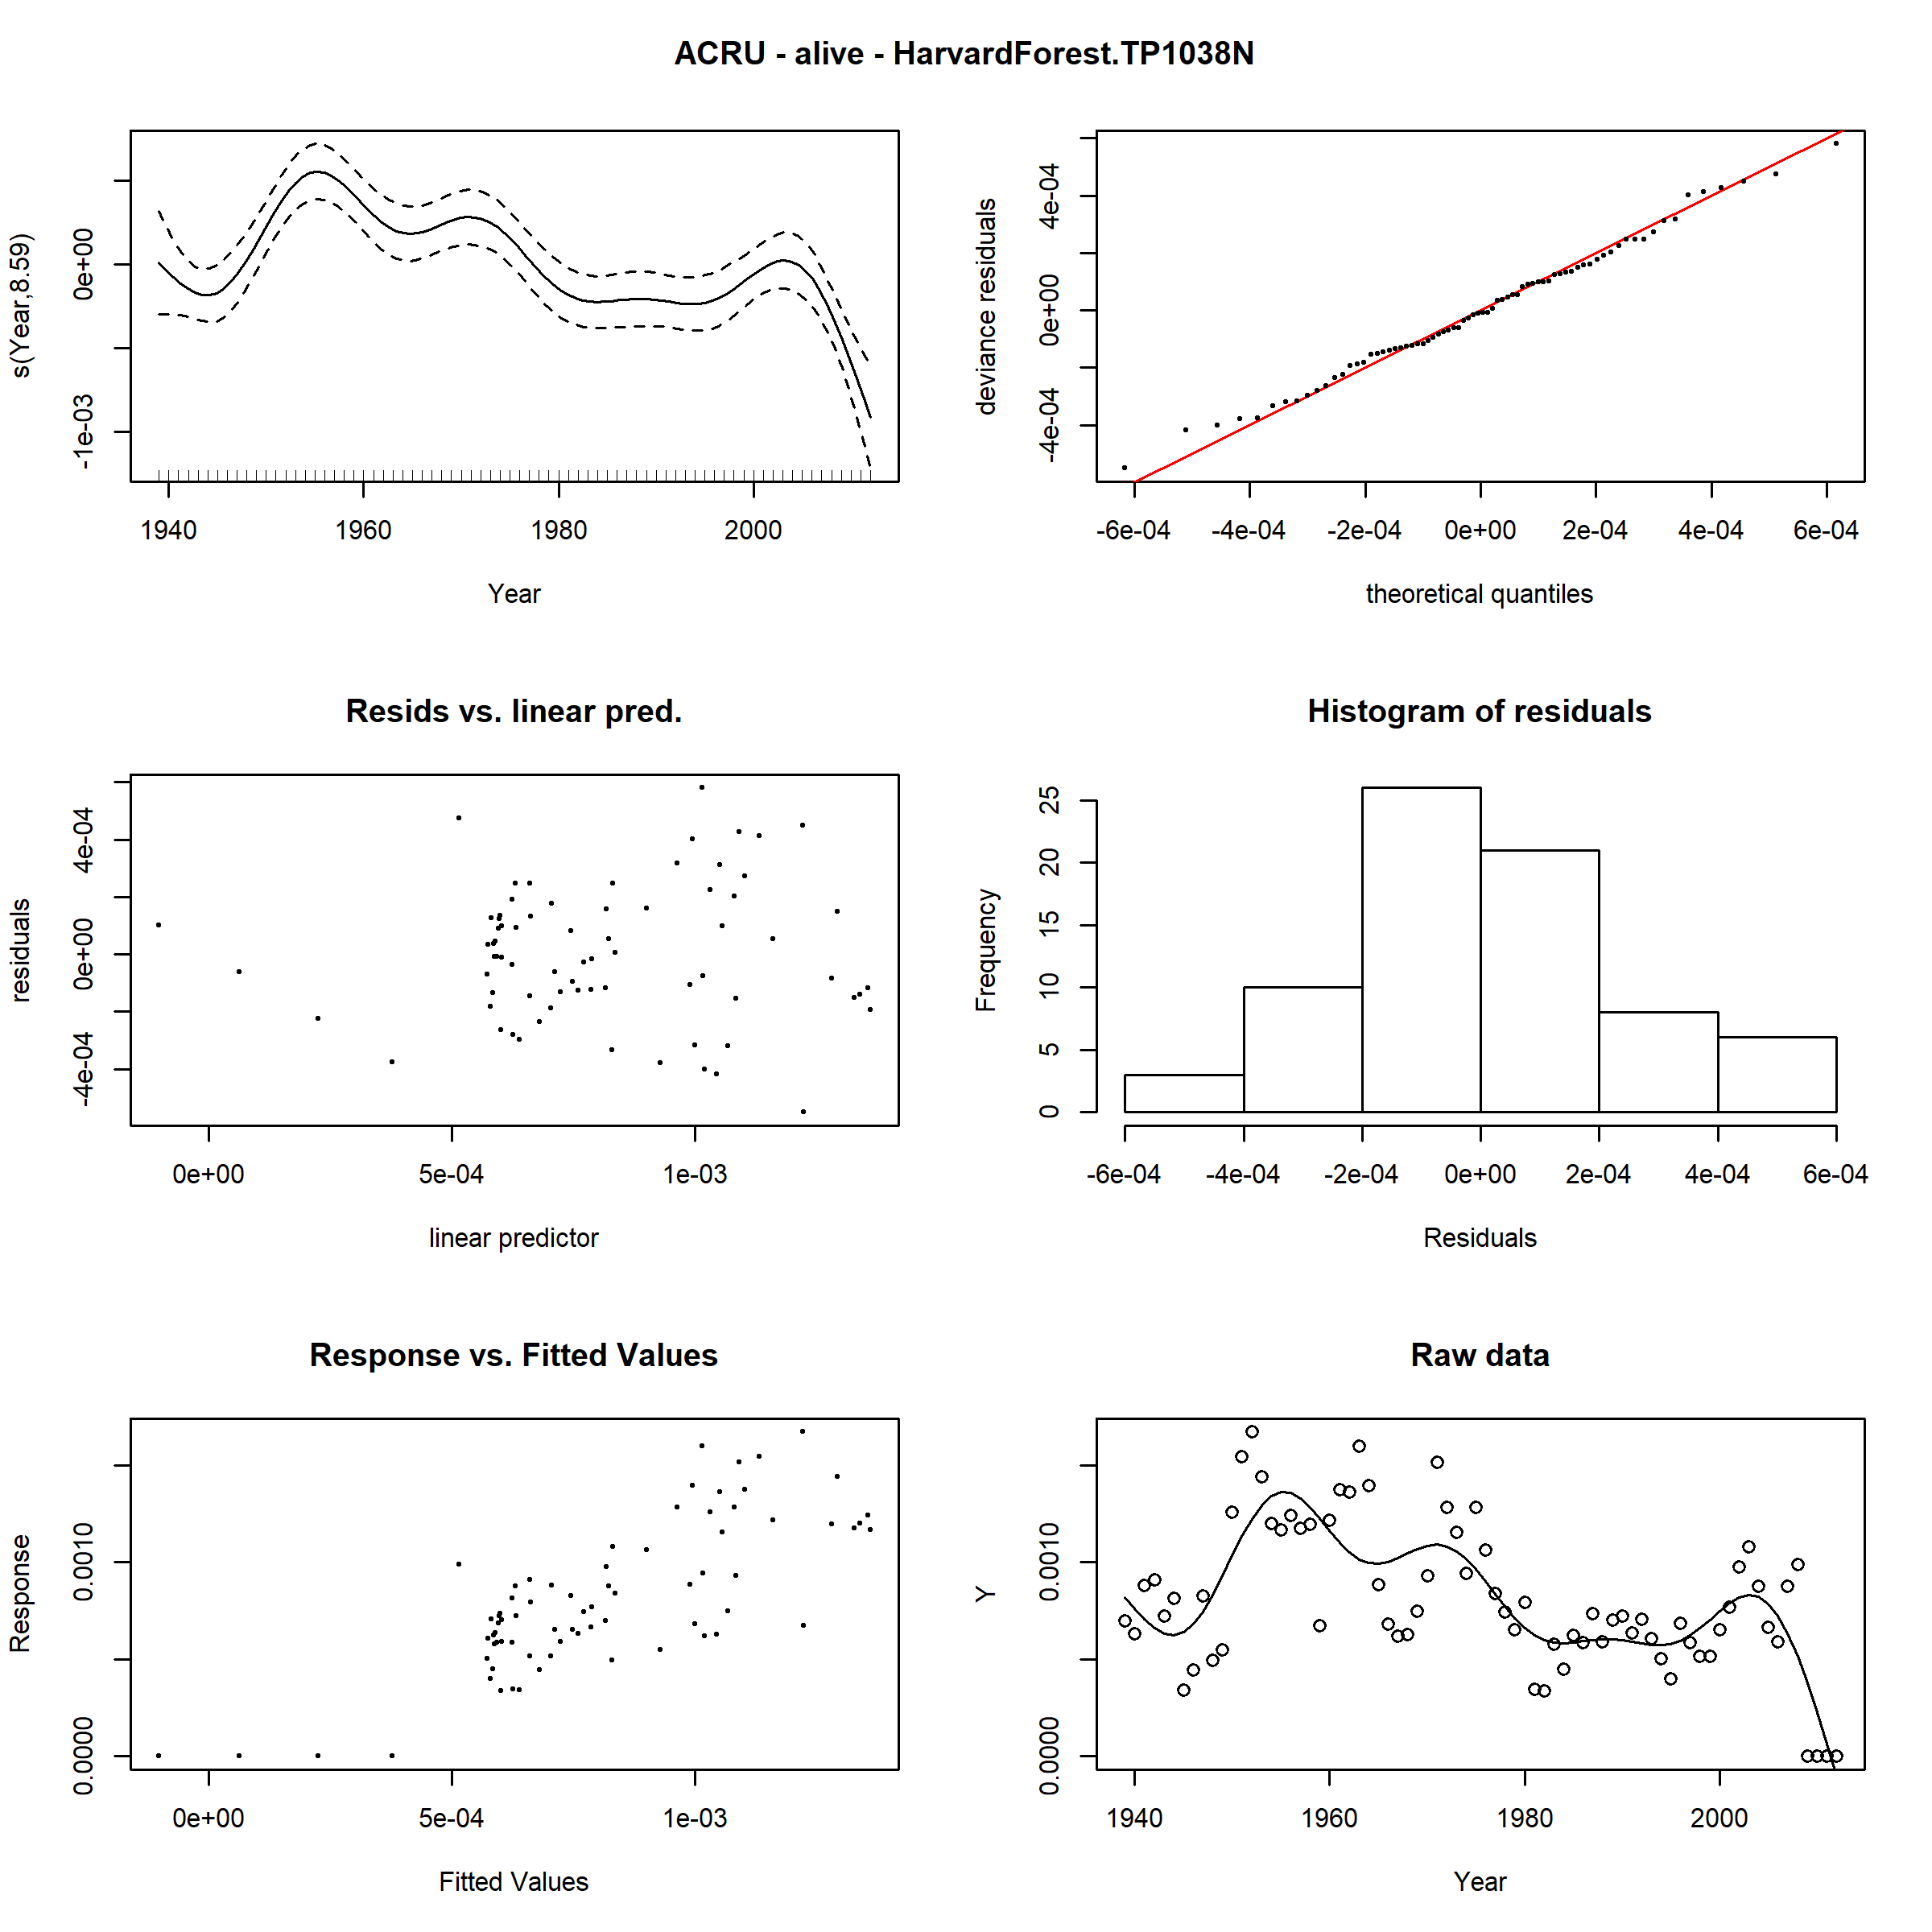 ACRU - alive - HarvardForest.TP1038N
s(Year,8.59)
0e+00
-1e-03
1940 1960 1980 2000
Year
deviance residuals
4e-04
0e+00
-4e-04
-6e-04 -4e-04 -2e-04 0e+00 2e-04 4e-04 6e-04
theoretical quantiles
Resids vs. linear pred.
residuals
4e-04
0e+00
-4e-04
0e+00 5e-04 1e-03
linear predictor
Histogram of residuals
Frequency
25
20
15
10
5
0
-6e-04 -4e-04 -2e-04 0e+00 2e-04 4e-04 6e-04
Residuals
Response vs. Fitted Values
Response
0.0010
0.0000
0e+00 5e-04 1e-03
Fitted Values
Raw data
Y
0.0010
0.0000
1940 1960 1980 2000
Year